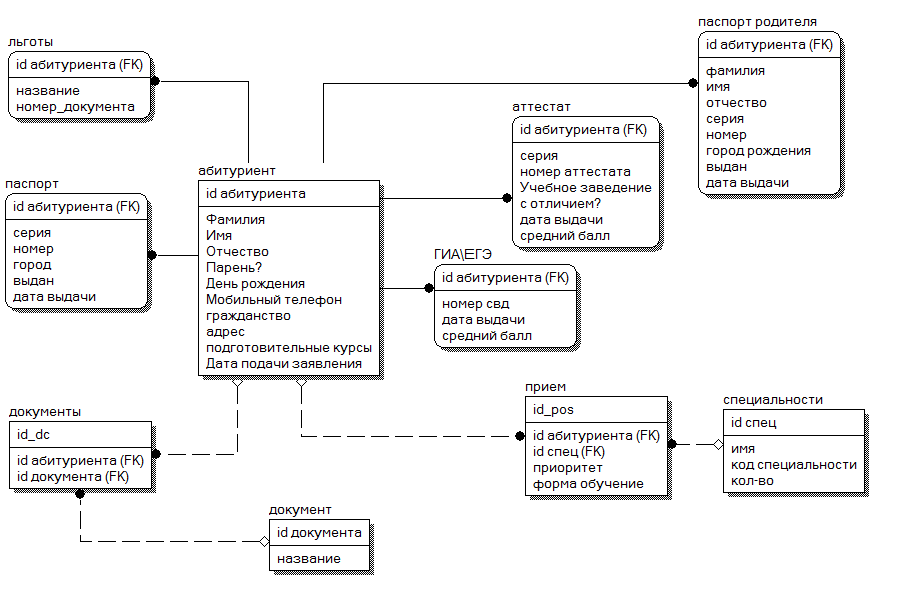 льготы
id абитуриента (FK)
название
номер_документа
паспорт родителя
id абитуриента (FK)
фамилия
имя
отчество
серия
номер
город рождения
выдан
дата выдачи
аттестат
id абитуриента (FK)
серия
номер аттестата
Учебное заведение
с отличием?
дата выдачи
средний балл
абитуриент
id абитуриента
Фамилия
Имя
Отчество
Парень?
День рождения
Мобильный телефон
гражданство
адрес
подготовительные курсы
Дата подачи заявления
паспорт
id абитуриента (FK)
серия
номер
город
выдан
дата выдачи
ГИА\ЕГЭ
id абитуриента (FK)
номер свд
дата выдачи
средний балл
документы
id_dc
id абитуриента (FK)
id документа (FK)
прием
id_pos
id абитуриента (FK)
id спец (FK)
приоритет
форма обучение
специальности
id спец
имя
код специальности
кол-во
документ
id документа
название